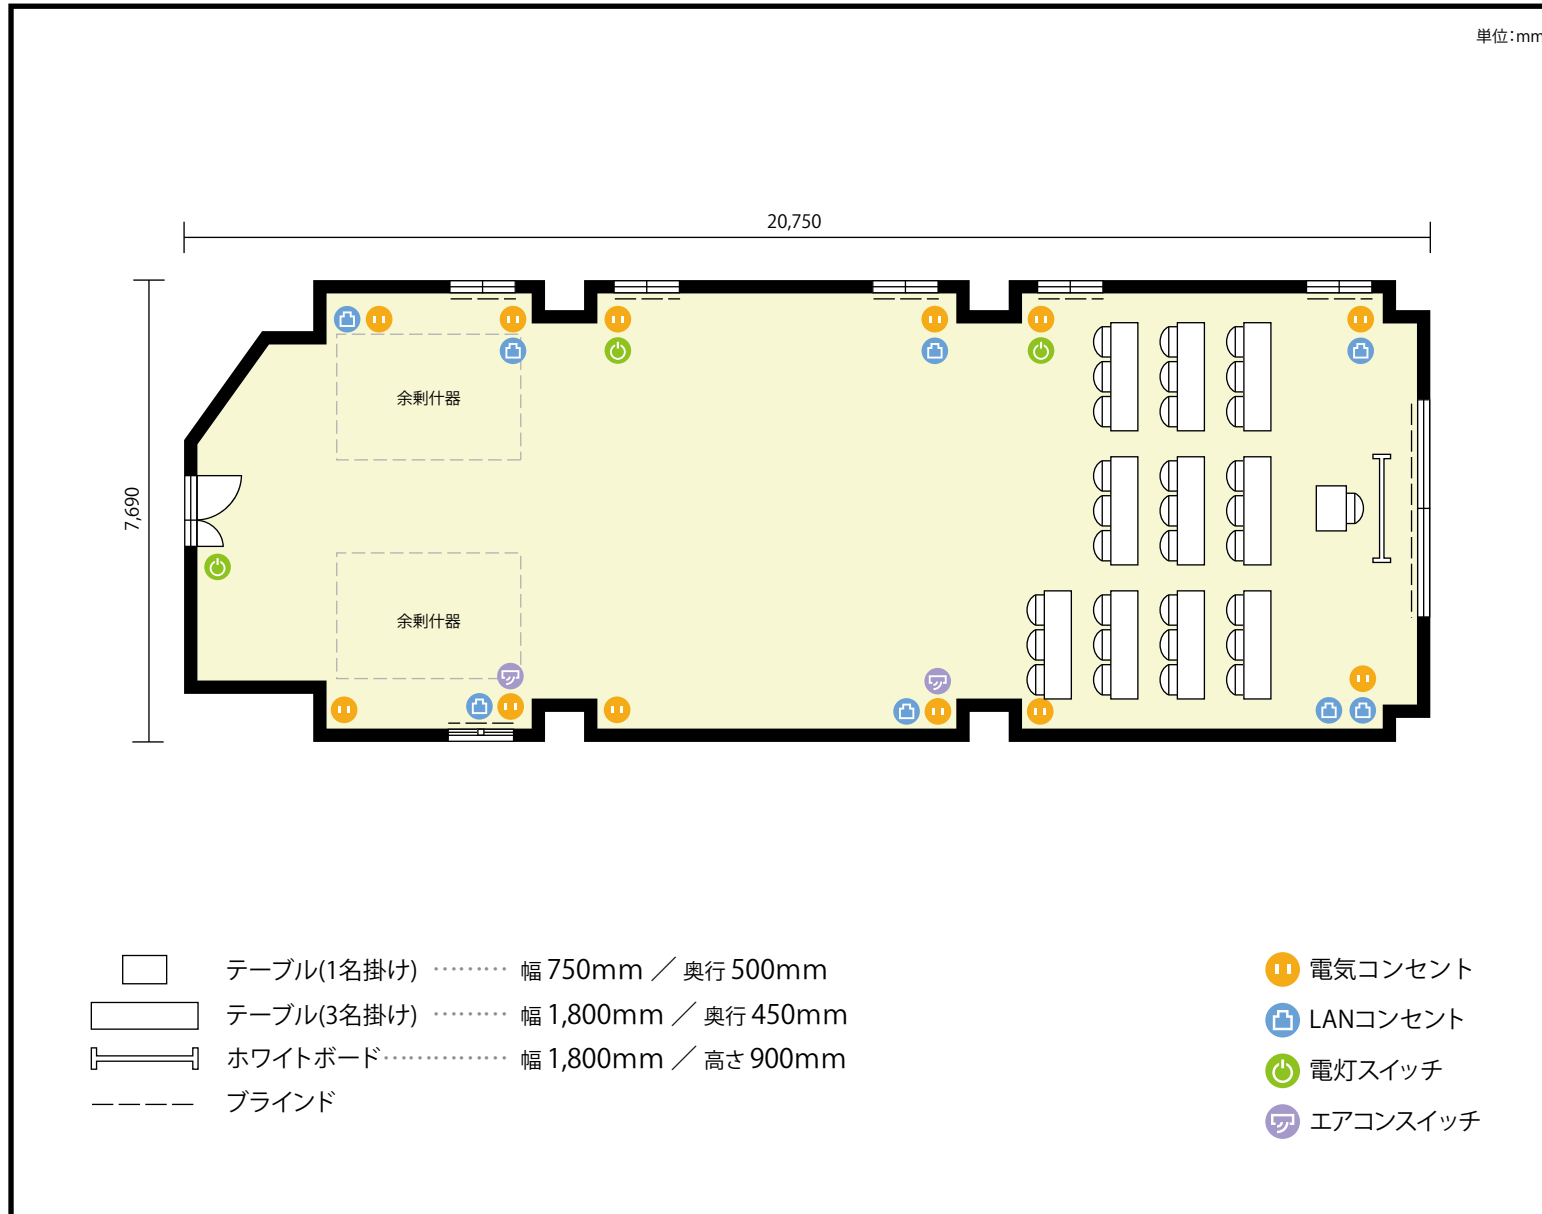 単位：mm
20,750
7,690
余剰什器
余剰什器
テーブル(1名掛け) ········· 幅 750mm ／ 奥行 500mm
テーブル(3名掛け) ········· 幅 1,800mm ／ 奥行 450mm
ホワイトボード··············· 幅 1,800mm ／ 高さ 900mm
ブラインド
電気コンセント
LANコンセント
電灯スイッチ
エアコンスイッチ